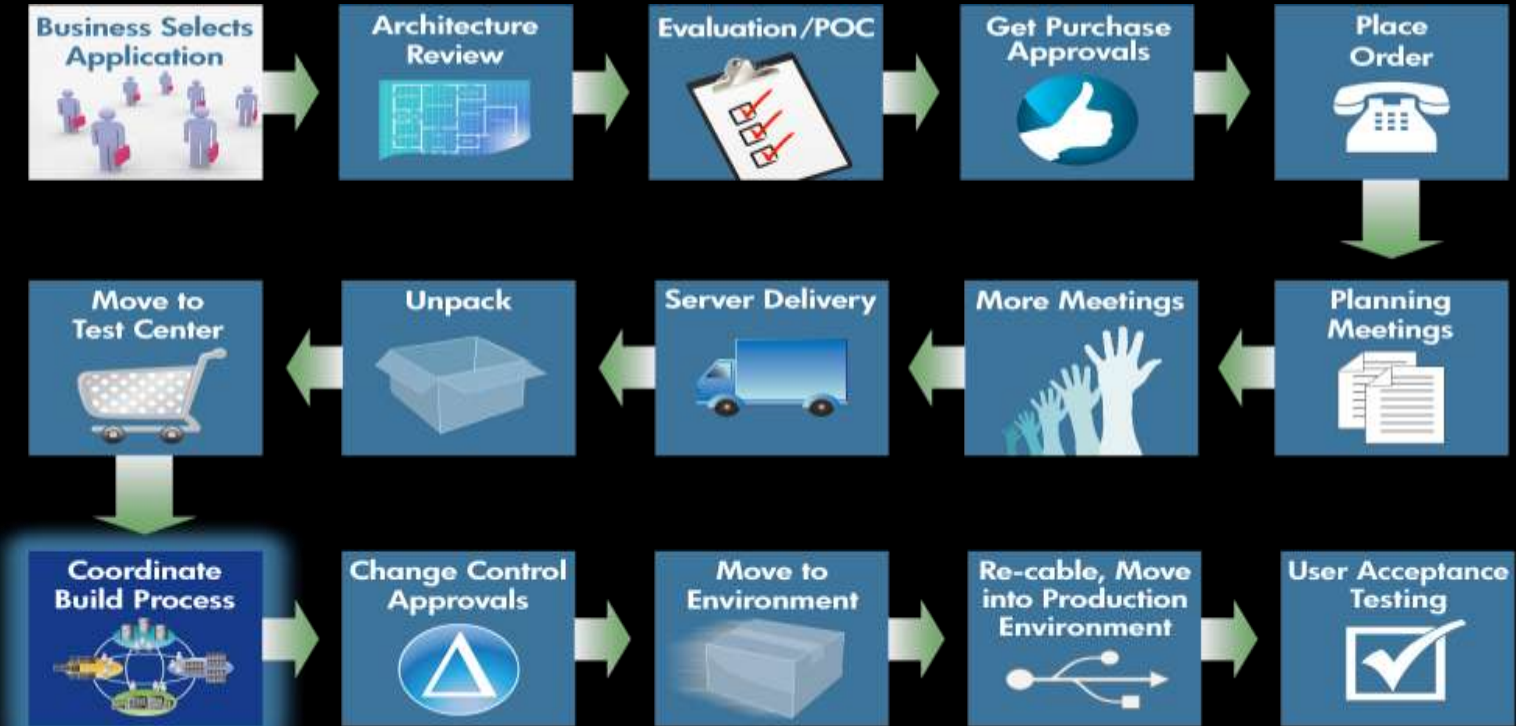 Business Selects
Application
Architecture
Review
Evaluation/POC
Get Purchase
Approvals
Place
Order
Planning
Meetings
More Meetings
Server Delivery
Unpack
Move to
Test Center
Coordinate
Build Process
Change Control
Approvals
Move to
Environment
Re-cable, Move
into Production
Environment
User Acceptance
Testing